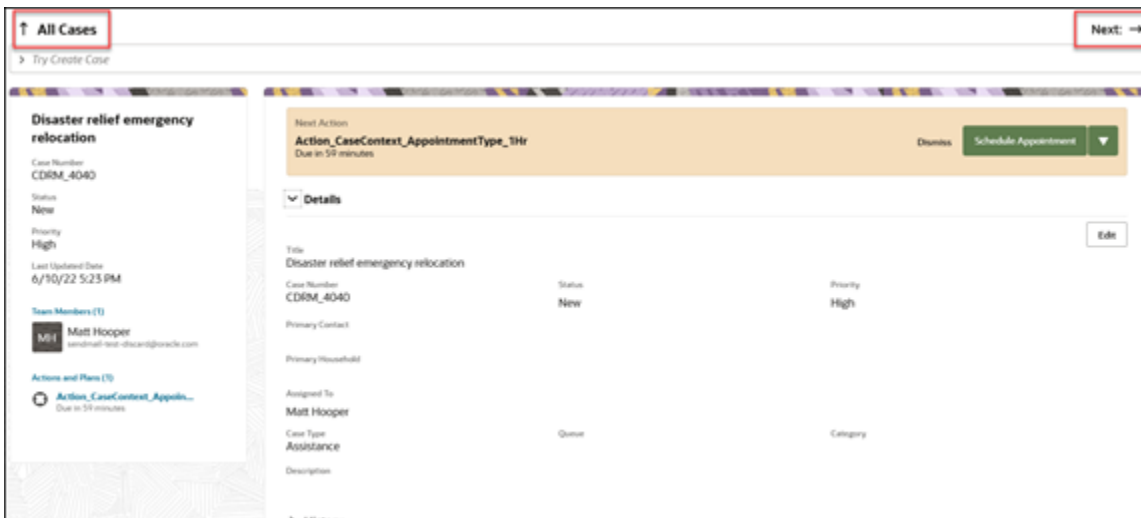 ↑ All Cases
Next: →
> Try Create Case
Disaster relief emergency
relocation
Case Number
CDRM_4040
Status
New
Priority
High
Last Updated Date
6/10/22 5:23 PM
Team Members (1)
MH
Matt Hooper
sendmail-test-discard@oracle.com
Actions and Plans (1)
Action_CaseContext_Appoin...
Due in 59 minutes
Next Action
Action_CaseContext_AppointmentType_1Hr
Due in 59 minutes
Dismiss
Schedule Appointment
Details
Edit
Title
Disaster relief emergency relocation
Case Number Status Priority
CDRM_4040 New High
Primary Contact
Primary Household
Assigned To
Matt Hooper
Case Type Queue Category
Assistance
Description